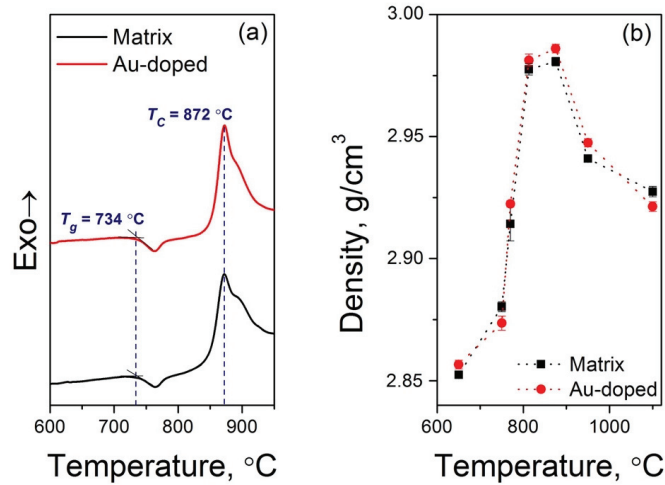 (a)
Matrix
Au-doped
T_C = 872 °C
T_g = 734 °C
Exo→
600 700 800 900
Temperature, °C
(b)
3.00
2.95
2.90
2.85
Density, g/cm³
Matrix
Au-doped
600 800 1000
Temperature, °C